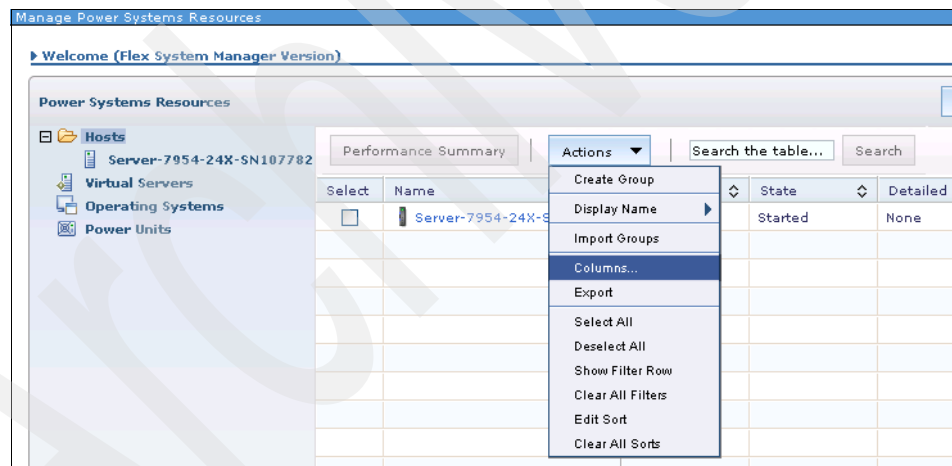 Manage Power Systems Resources
Welcome (Flex System Manager Version)
Power Systems Resources
Hosts
Server-7954-24X-SN107782
Virtual Servers
Operating Systems
Power Units
Performance Summary
Actions
Search the table...
Search
Select
Name
State
Detailed
Server-7954-24X-S
Started
None
Create Group
Display Name
Import Groups
Columns...
Export
Select All
Deselect All
Show Filter Row
Clear All Filters
Edit Sort
Clear All Sorts